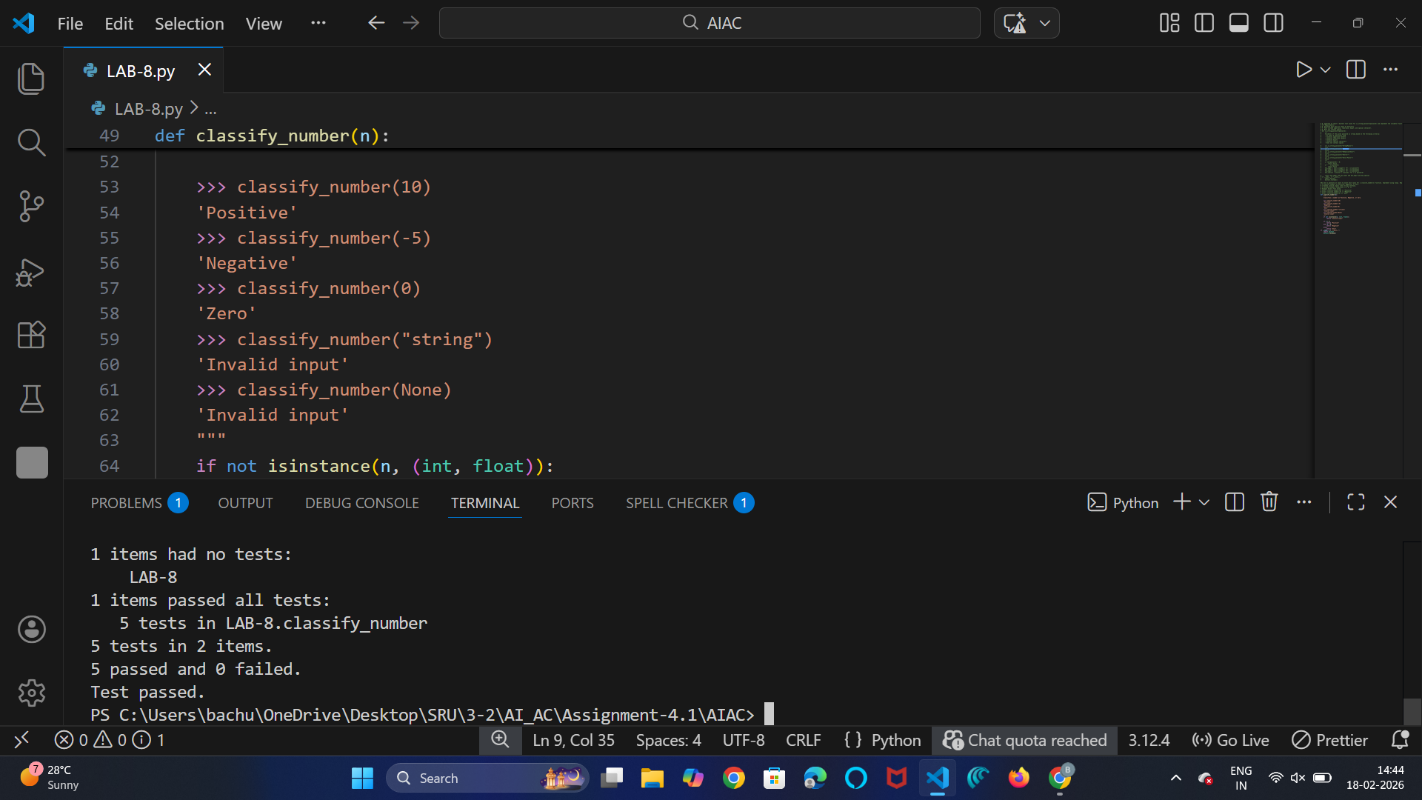 File Edit Selection View ··· AIAC
LAB-8.py
LAB-8.py > ...
49 def classify_number(n):
52
53 >>> classify_number(10)
54 'Positive'
55 >>> classify_number(-5)
56 'Negative'
57 >>> classify_number(0)
58 'Zero'
59 >>> classify_number("string")
60 'Invalid input'
61 >>> classify_number(None)
62 'Invalid input'
63 """
64 if not isinstance(n, (int, float)):
PROBLEMS 1 OUTPUT DEBUG CONSOLE TERMINAL PORTS SPELL CHECKER 1 Python
1 items had no tests:
LAB-8
1 items passed all tests:
5 tests in LAB-8.classify_number
5 tests in 2 items.
5 passed and 0 failed.
Test passed.
PS C:\Users\bachu\OneDrive\Desktop\SRU\3-2\AI_AC\Assignment-4.1\AIAC>
0 0 1 Ln 9, Col 35 Spaces: 4 UTF-8 CRLF { } Python Chat quota reached 3.12.4 Go Live Prettier
7 28°C
Sunny
Search
ENG
IN
14:44
18-02-2026